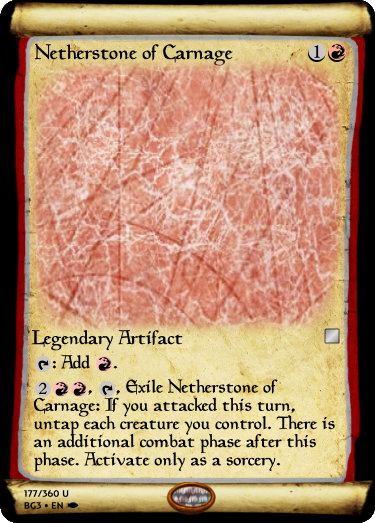 Netherstone of Carnage 1
Legendary Artifact
: Add .
2 , , Exile Netherstone of
Carnage: If you attacked this turn,
untap each creature you control. There is
an additional combat phase after this
phase. Activate only as a sorcery.
177/360 U
BG3 • EN